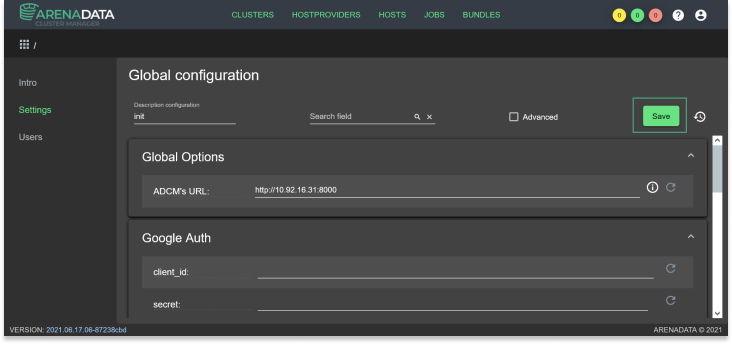 ARENADATA
CLUSTER MANAGER
CLUSTERS HOSTPROVIDERS HOSTS JOBS BUNDLES
0 0 0 ?
/
Intro
Settings
Users
Global configuration
Description configuration
init
Search field
Advanced
Save
Global Options
ADCM's URL: http://10.92.16.31:8000
Google Auth
client_id:
secret:
VERSION: 2021.06.17.06-87238cbd
ARENADATA © 2021